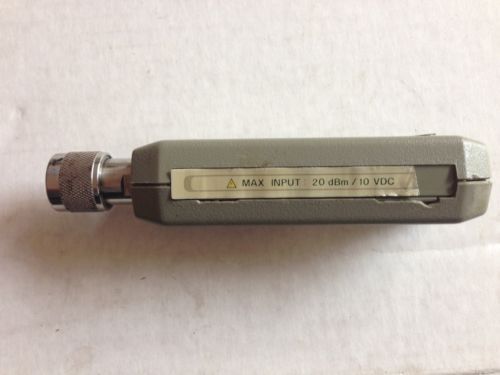 ⚠ MAX INPUT : 20 dBm / 10 VDC